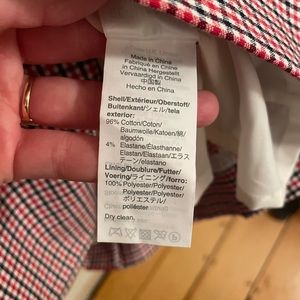 Made in China
Fabriqué en Chine
in China Hergestellt
Vervaardigd in China
中国製
Hecho en China
Shell/Extérieur/Oberstoff/
Buitenkant/シェル/tela
exterior:
96% Cotton/Coton/
Baumwolle/Katoen/綿/
algodón
4% Elastane/Élasthanne/
Elastan/Elastaan/エラス
テーン/elastano
Lining/Doublure/Futter/
Voering/ライニング/forro:
100% Polyester/Polyester/
Polyester/Polyester/
ポリエステル/
poliéster
Dry clean.